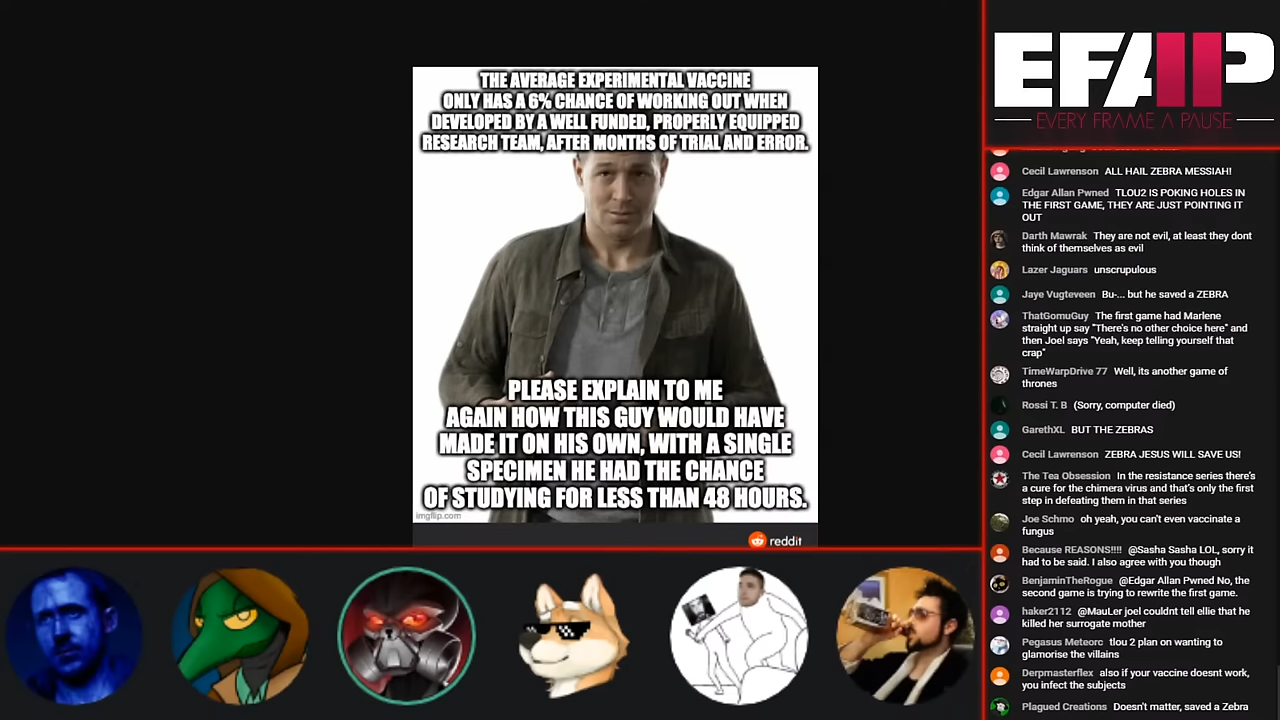 THE AVERAGE EXPERIMENTAL VACCINE
ONLY HAS A 6% CHANCE OF WORKING OUT WHEN
DEVELOPED BY A WELL FUNDED, PROPERLY EQUIPPED
RESEARCH TEAM, AFTER MONTHS OF TRIAL AND ERROR.
PLEASE EXPLAIN TO ME
AGAIN HOW THIS GUY WOULD HAVE
MADE IT ON HIS OWN, WITH A SINGLE
SPECIMEN HE HAD THE CHANCE
OF STUDYING FOR LESS THAN 48 HOURS.
imgflip.com
reddit
EFAP
EVERY FRAME A PAUSE
Cecil Lawrenson ALL HAIL ZEBRA MESSIAH!
Edgar Allan Pwned TLOU2 IS POKING HOLES IN
THE FIRST GAME, THEY ARE JUST POINTING IT
OUT
Darth Mawrak They are not evil, at least they dont
think of themselves as evil
Lazer Jaguars unscrupulous
Jaye Vugteveen Bu-... but he saved a ZEBRA
ThatGomuGuy The first game had Marlene
straight up say "There's no other choice here" and
then Joel says "Yeah, keep telling yourself that
crap"
TimeWarpDrive 77 Well, its another game of
thrones
Rossi T. B (Sorry, computer died)
GarethXL BUT THE ZEBRAS
Cecil Lawrenson ZEBRA JESUS WILL SAVE US!
The Tea Obsession In the resistance series there's
a cure for the chimera virus and that's only the first
step in defeating them in that series
Joe Schmo oh yeah, you can't even vaccinate a
fungus
Because REASONS!!!! @Sasha Sasha LOL, sorry it
had to be said. I also agree with you though
BenjaminTheRogue @Edgar Allan Pwned No, the
second game is trying to rewrite the first game.
haker2112 @MauLer joel couldnt tell ellie that he
killed her surrogate mother
Pegasus Meteorc tlou 2 plan on wanting to
glamorise the villains
Derpmasterflex also if your vaccine doesnt work,
you infect the subjects
Plagued Creations Doesn't matter, saved a Zebra